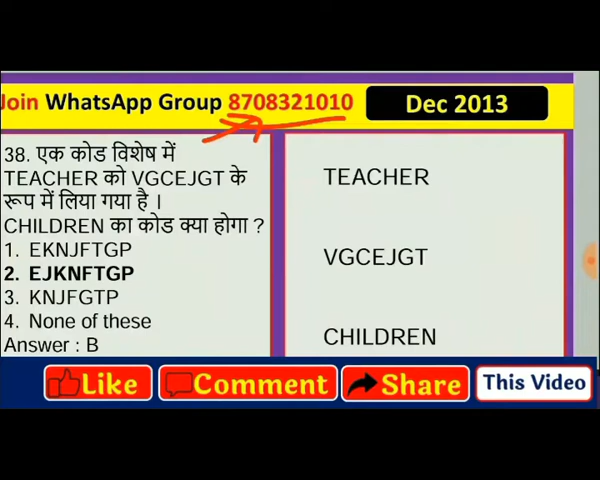 Join WhatsApp Group 8708321010
Dec 2013
38. एक कोड विशेष में
TEACHER को VGCEJGT के
रूप में लिया गया है ।
CHILDREN का कोड क्या होगा ?
1. EKNJFTGP
2. EJKNFTGP
3. KNJFGTP
4. None of these
Answer : B
TEACHER
VGCEJGT
CHILDREN
Like
Comment
Share
This Video